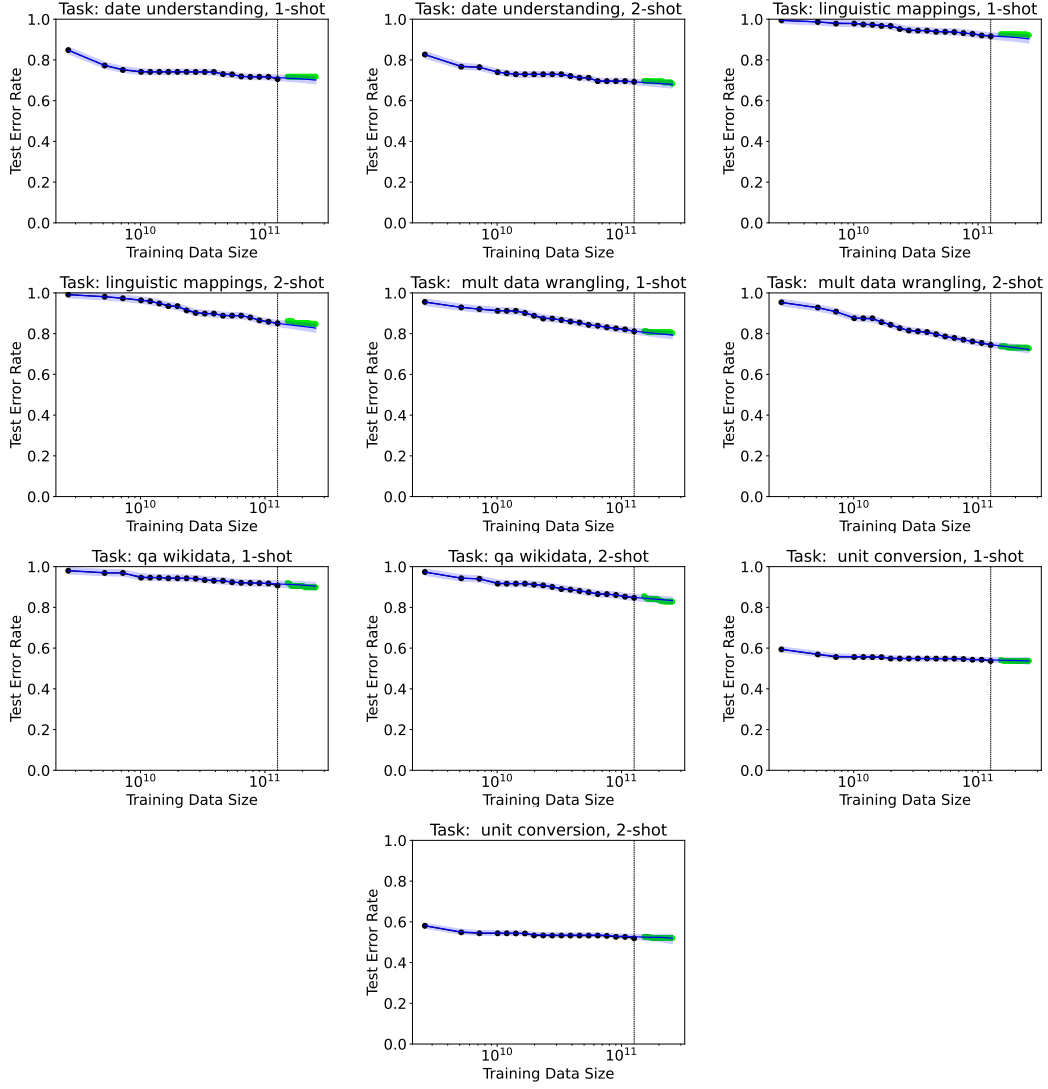 Task: date understanding, 1-shot
Test Error Rate
1.0
0.8
0.6
0.4
0.2
0.0
10^10
10^11
Training Data Size
Task: date understanding, 2-shot
Test Error Rate
1.0
0.8
0.6
0.4
0.2
0.0
10^10
10^11
Training Data Size
Task: linguistic mappings, 1-shot
Test Error Rate
1.0
0.8
0.6
0.4
0.2
0.0
10^10
10^11
Training Data Size
Task: linguistic mappings, 2-shot
Test Error Rate
1.0
0.8
0.6
0.4
0.2
0.0
10^10
10^11
Training Data Size
Task:  mult data wrangling, 1-shot
Test Error Rate
1.0
0.8
0.6
0.4
0.2
0.0
10^10
10^11
Training Data Size
Task:  mult data wrangling, 2-shot
Test Error Rate
1.0
0.8
0.6
0.4
0.2
0.0
10^10
10^11
Training Data Size
Task: qa wikidata, 1-shot
Test Error Rate
1.0
0.8
0.6
0.4
0.2
0.0
10^10
10^11
Training Data Size
Task: qa wikidata, 2-shot
Test Error Rate
1.0
0.8
0.6
0.4
0.2
0.0
10^10
10^11
Training Data Size
Task:  unit conversion, 1-shot
Test Error Rate
1.0
0.8
0.6
0.4
0.2
0.0
10^10
10^11
Training Data Size
Task:  unit conversion, 2-shot
Test Error Rate
1.0
0.8
0.6
0.4
0.2
0.0
10^10
10^11
Training Data Size